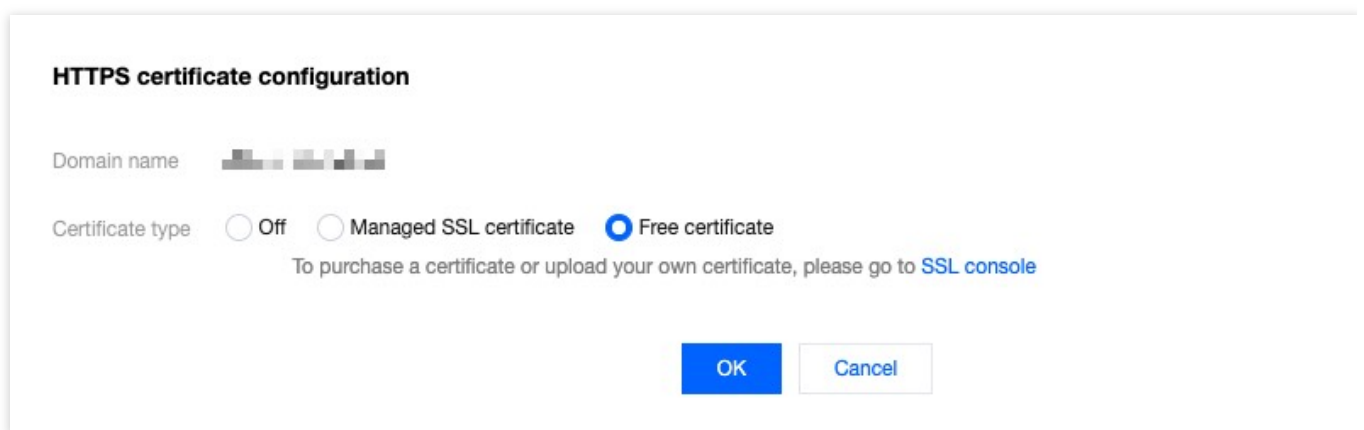 HTTPS certificate configuration
Domain name
Certificate type Off Managed SSL certificate Free certificate
To purchase a certificate or upload your own certificate, please go to SSL console
OK Cancel